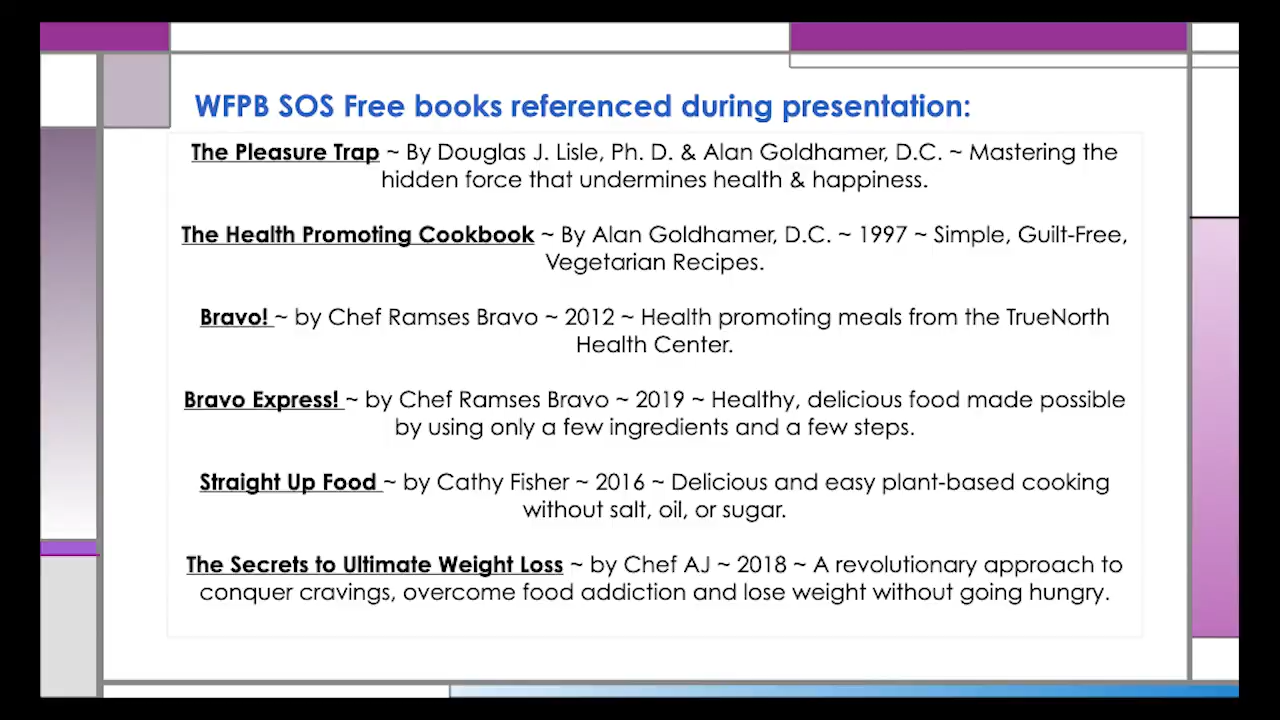 WFPB SOS Free books referenced during presentation:
The Pleasure Trap ~ By Douglas J. Lisle, Ph. D. & Alan Goldhamer, D.C. ~ Mastering the
hidden force that undermines health & happiness.
The Health Promoting Cookbook ~ By Alan Goldhamer, D.C. ~ 1997 ~ Simple, Guilt-Free,
Vegetarian Recipes.
Bravo! ~ by Chef Ramses Bravo ~ 2012 ~ Health promoting meals from the TrueNorth
Health Center.
Bravo Express! ~ by Chef Ramses Bravo ~ 2019 ~ Healthy, delicious food made possible
by using only a few ingredients and a few steps.
Straight Up Food ~ by Cathy Fisher ~ 2016 ~ Delicious and easy plant-based cooking
without salt, oil, or sugar.
The Secrets to Ultimate Weight Loss ~ by Chef AJ ~ 2018 ~ A revolutionary approach to
conquer cravings, overcome food addiction and lose weight without going hungry.